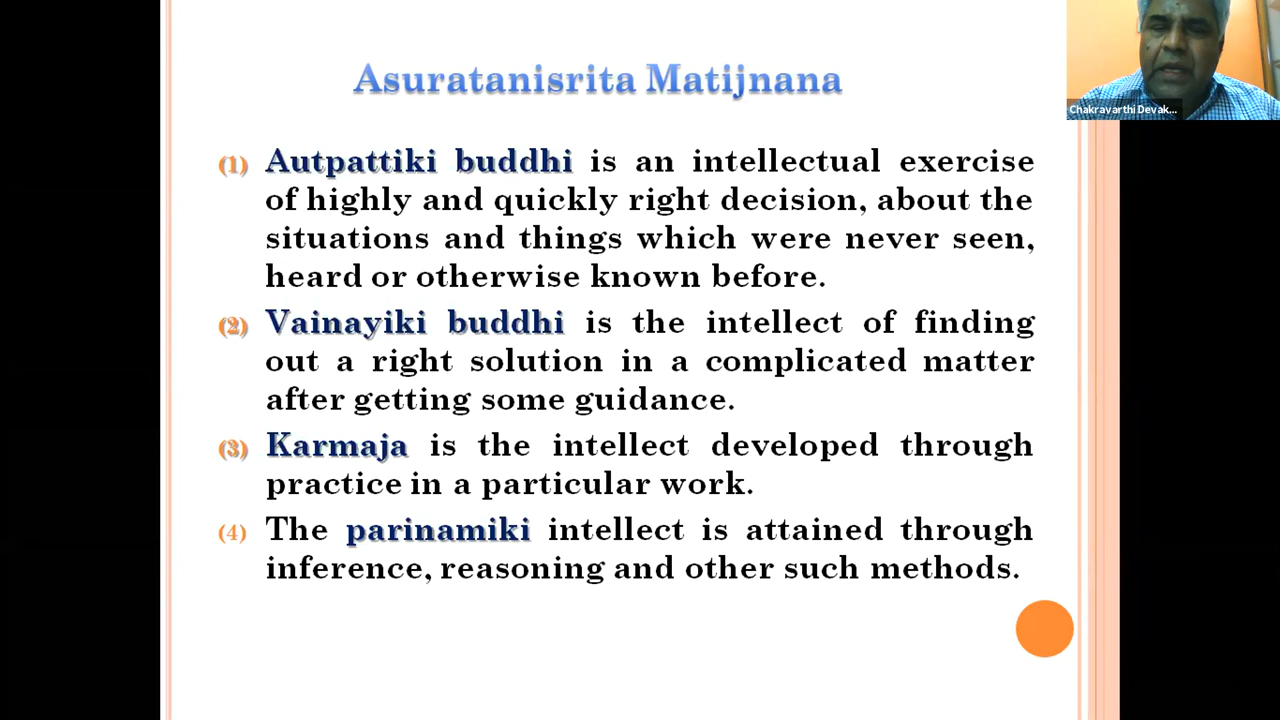 Asuratanisrita Matijnana
Chakravarthi Devak...
(1) Autpattiki buddhi is an intellectual exercise
of highly and quickly right decision, about the
situations and things which were never seen,
heard or otherwise known before.
(2) Vainayiki buddhi is the intellect of finding
out a right solution in a complicated matter
after getting some guidance.
(3) Karmaja is the intellect developed through
practice in a particular work.
(4) The parinamiki intellect is attained through
inference, reasoning and other such methods.